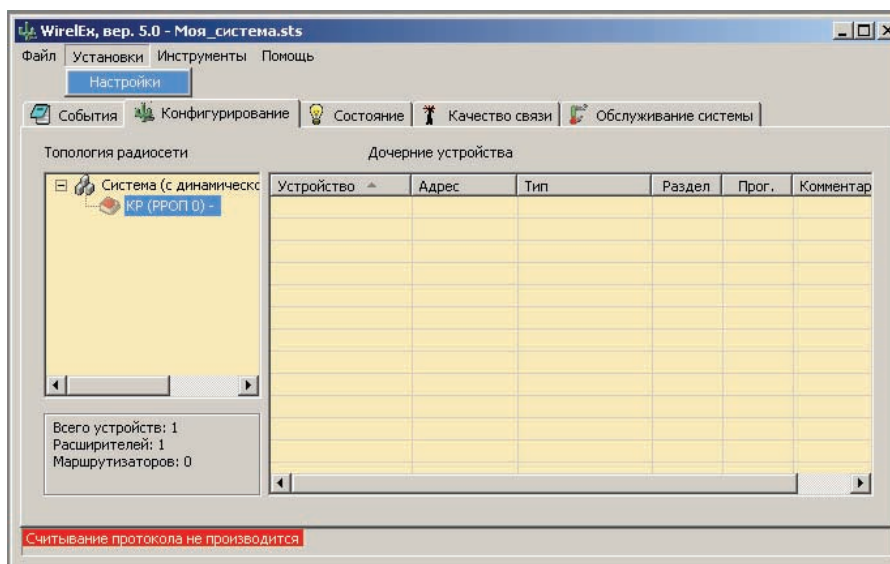 WirelEx, вер. 5.0 - Моя_система.sts
Файл Установки Инструменты Помощь
Настройки
События Конфигурирование Состояние Качество связи Обслуживание системы
Топология радиосети Дочерние устройства
Система (с динамическс
КР (РРОП 0) -
Устройство Адрес Тип Раздел Прог. Комментар
Всего устройств: 1
Расширителей: 1
Маршрутизаторов: 0
Считывание протокола не производится